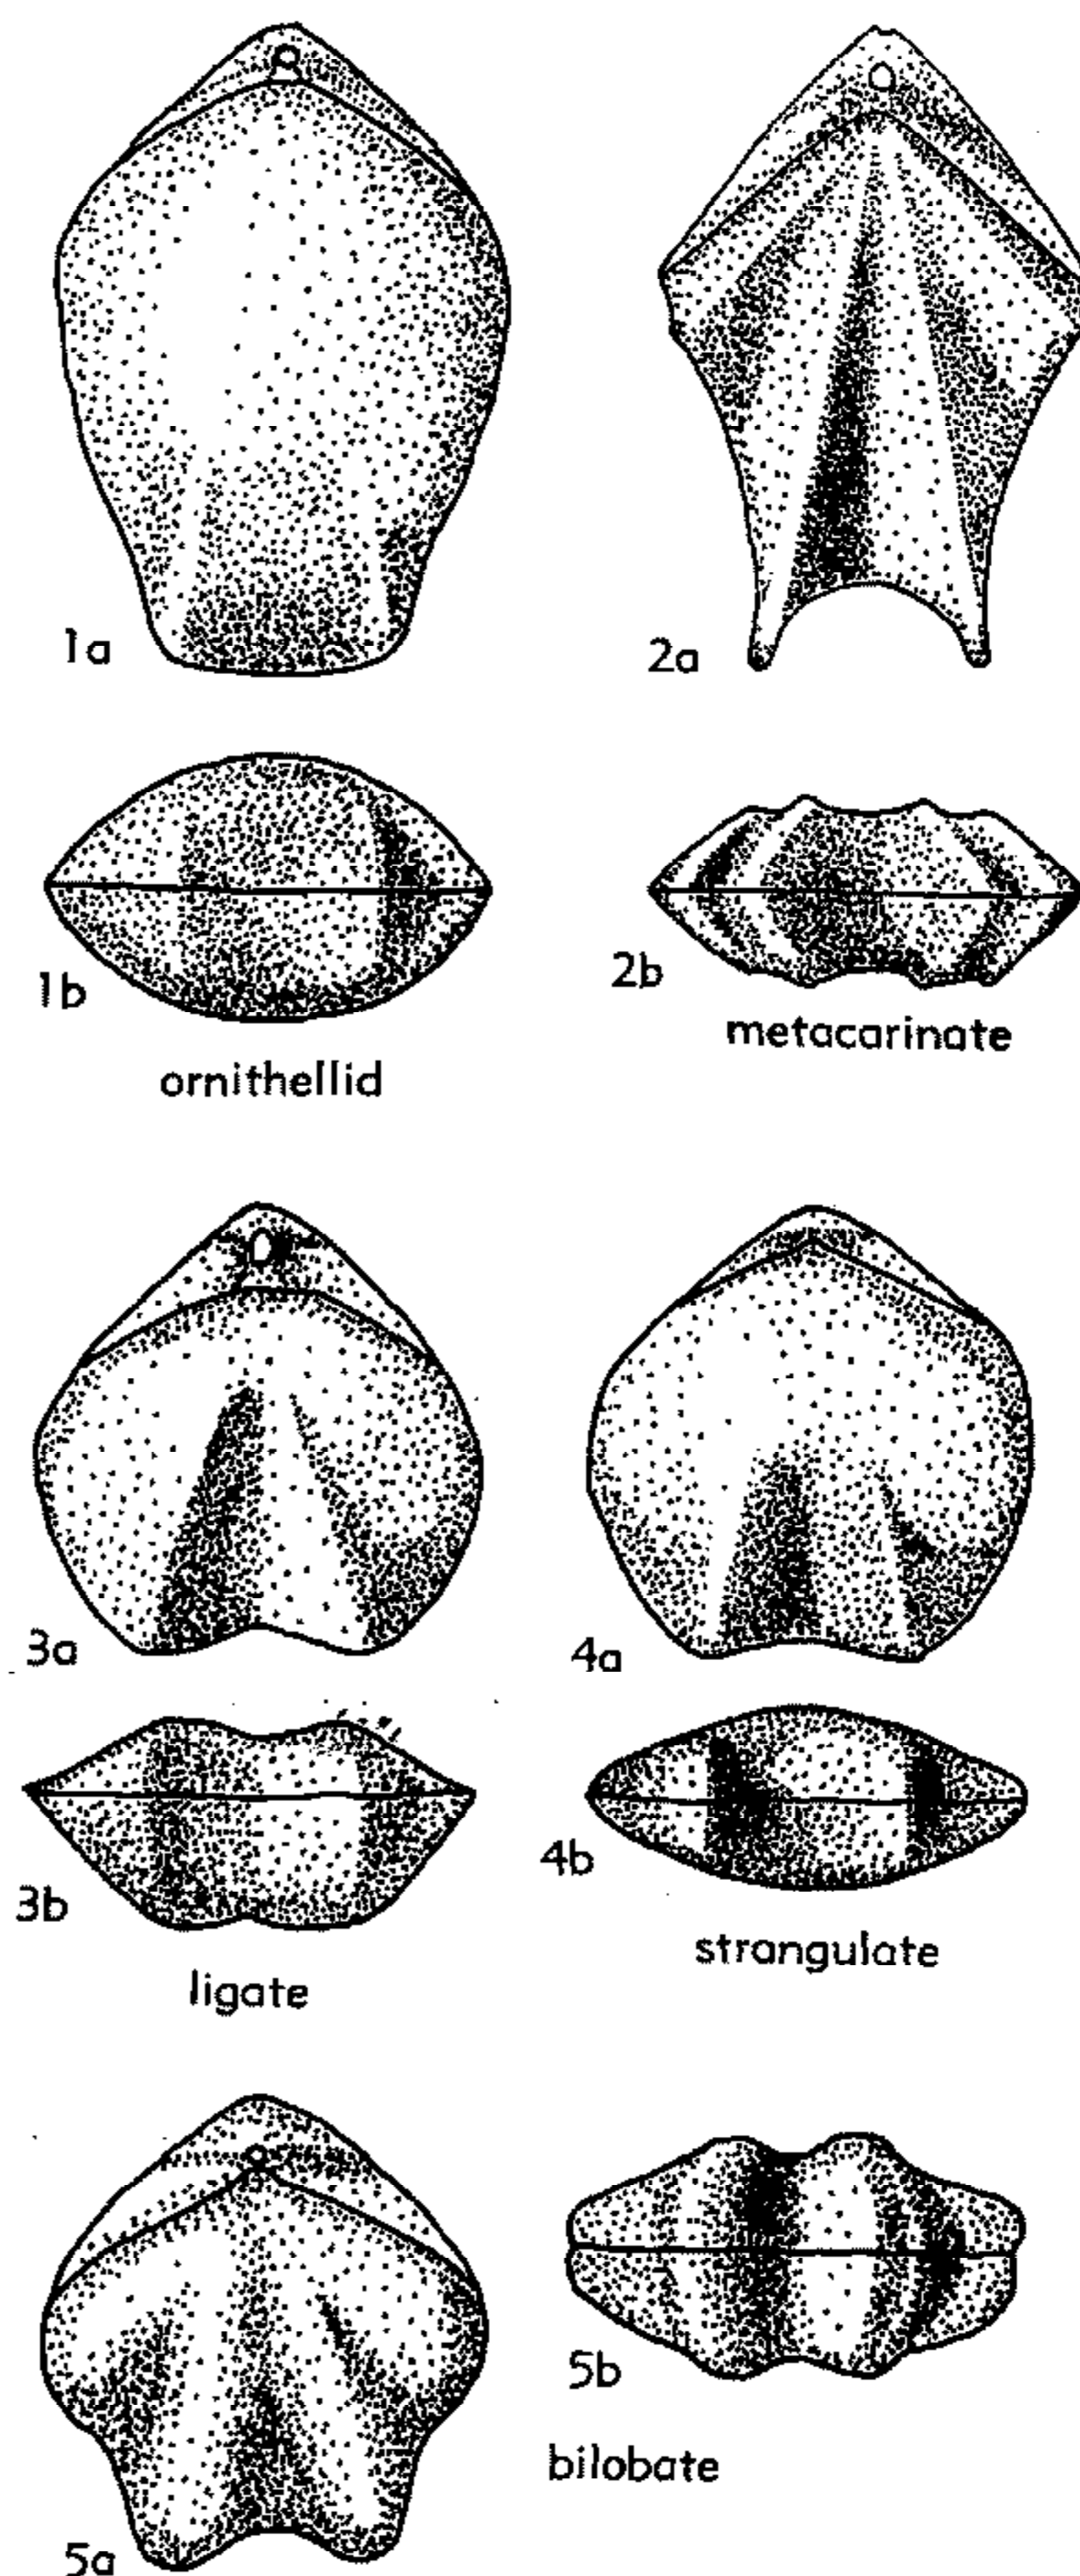 1a
2a
1b
2b
ornithellid
metacarinate
3a
4a
3b
4b
ligate
strangulate
5b
bilobate
5a